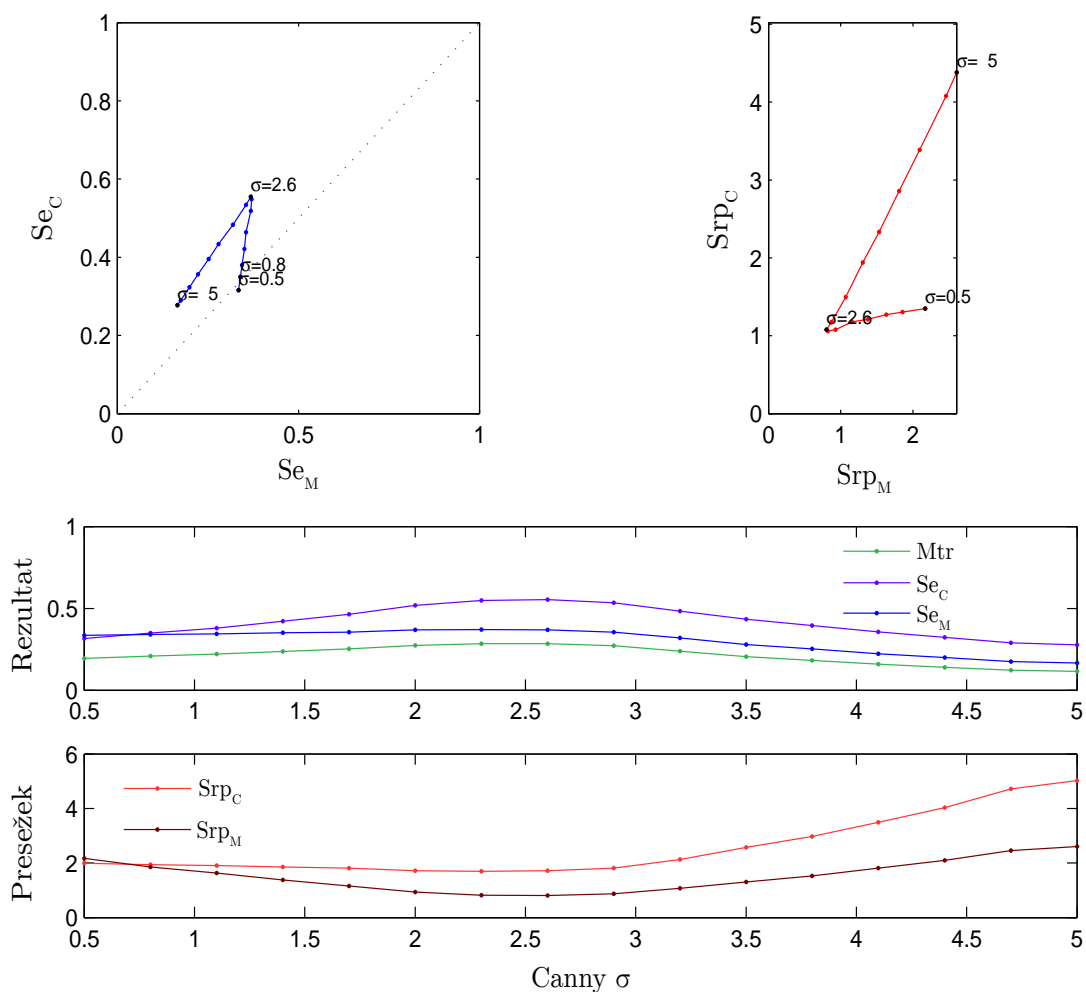 1
0.8
0.6
0.4
0.2
0
Se_C
σ=2.6
σ=0.8
σ=0.5
σ= 5
0 0.5 1
Se_M
5
4
3
2
1
0
Srp_C
σ= 5
σ=0.5
σ=2.6
0 1 2
Srp_M
1
0.5
0
Rezultat
Mtr
Se_C
Se_M
0.5 1 1.5 2 2.5 3 3.5 4 4.5 5
6
4
2
0
Presežek
Srp_C
Srp_M
0.5 1 1.5 2 2.5 3 3.5 4 4.5 5
Canny σ